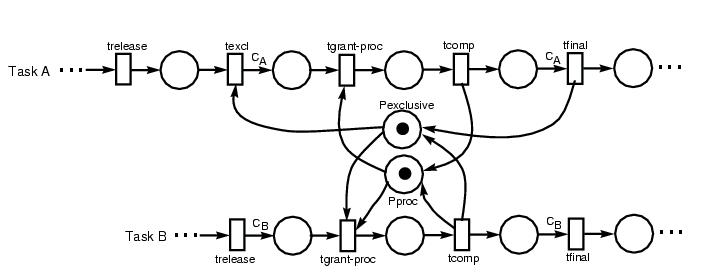 trelease texcl tgrant-proc tcomp tfinal
Task A ••• CA CA •••
Pexclusive
Pproc
Task B ••• CB CB •••
trelease tgrant-proc tcomp tfinal